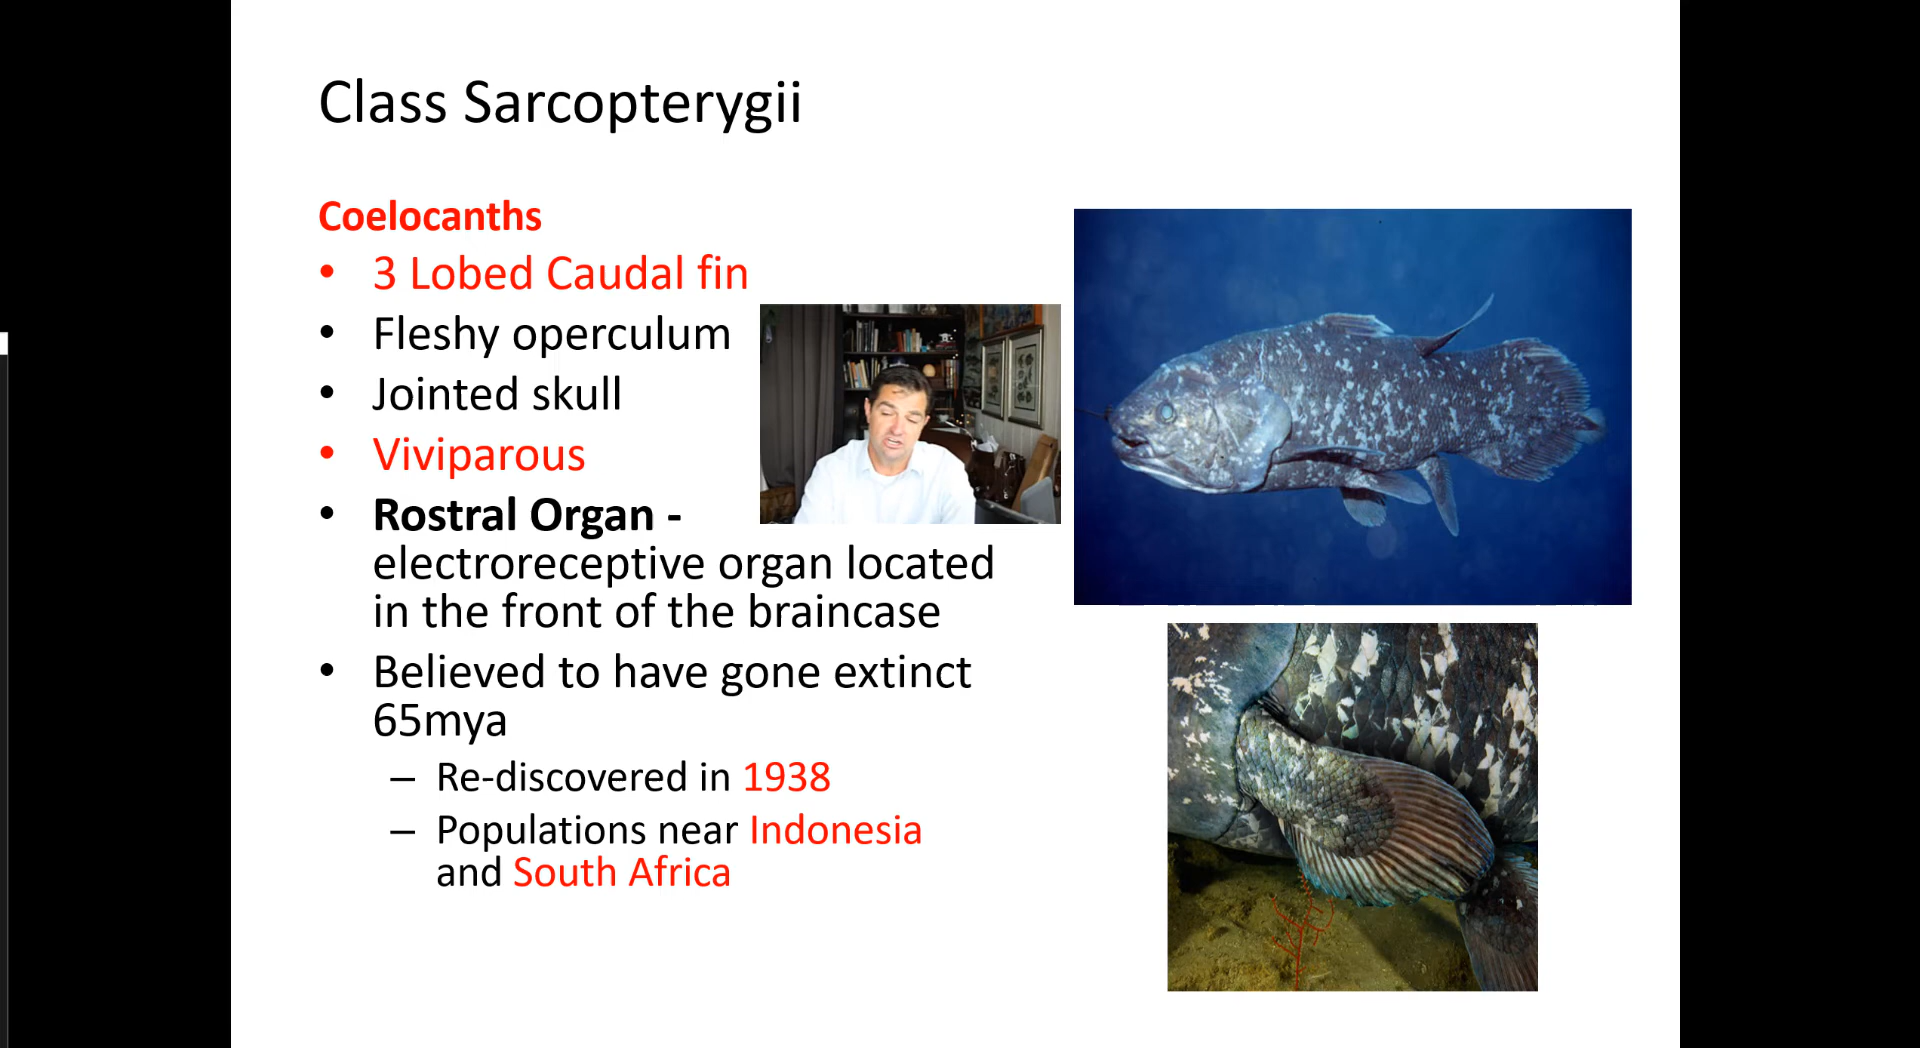 Class Sarcopterygii
Coelocanths
• 3 Lobed Caudal fin
• Fleshy operculum
• Jointed skull
• Viviparous
• Rostral Organ -
electroreceptive organ located
in the front of the braincase
• Believed to have gone extinct
65mya
– Re-discovered in 1938
– Populations near Indonesia
and South Africa